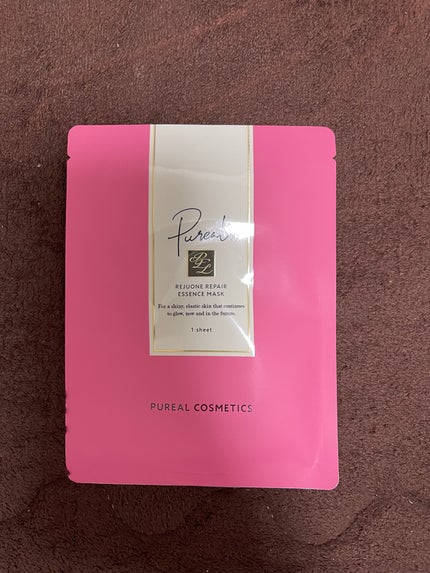 Pureal
REJUONE REPAIR
ESSENCE MASK
For a shiny, elastic skin that continues
to glow, now and in the future.
1 sheet
PUREAL COSMETICS